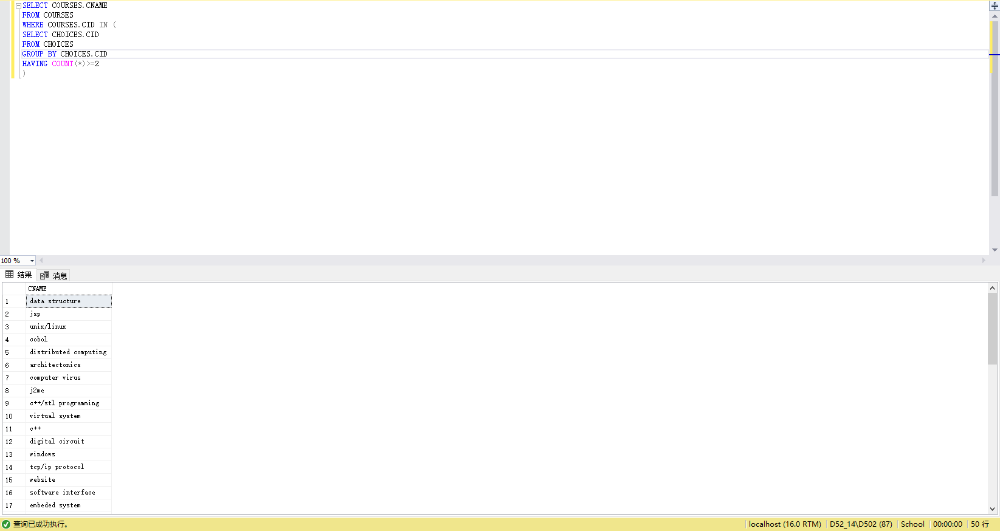 SELECT COURSES.CNAME
FROM COURSES
WHERE COURSES.CID IN (
SELECT CHOICES.CID
FROM CHOICES
GROUP BY CHOICES.CID
HAVING COUNT(*)>=2
)
100 %
结果 消息
CNAME
1 data structure
2 jsp
3 unix/linux
4 cobol
5 distributed computing
6 architectonics
7 computer virus
8 j2me
9 c++/stl programming
10 virtual system
11 c++
12 digital circuit
13 windows
14 tcp/ip protocol
15 website
16 software interface
17 embeded system
查询已成功执行。 localhost (16.0 RTM) D52_14\D502 (87) School 00:00:00 50 行